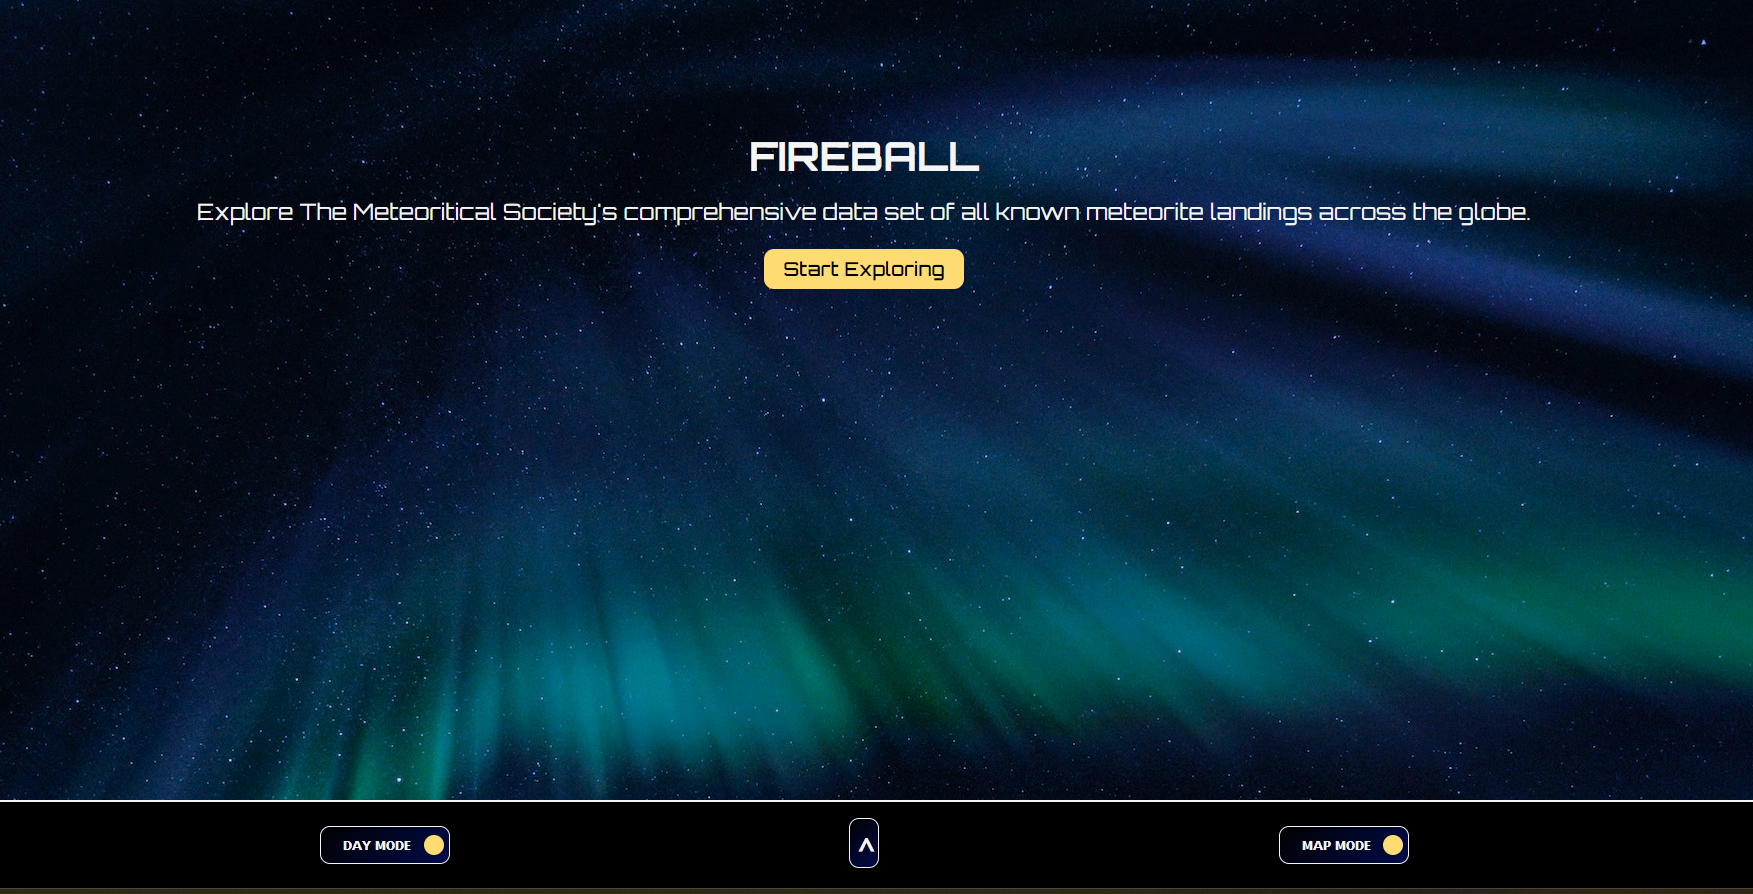 FIREBALL
Explore The Meteoritical Society's comprehensive data set of all known meteorite landings across the globe.
Start Exploring
DAY MODE
^
MAP MODE